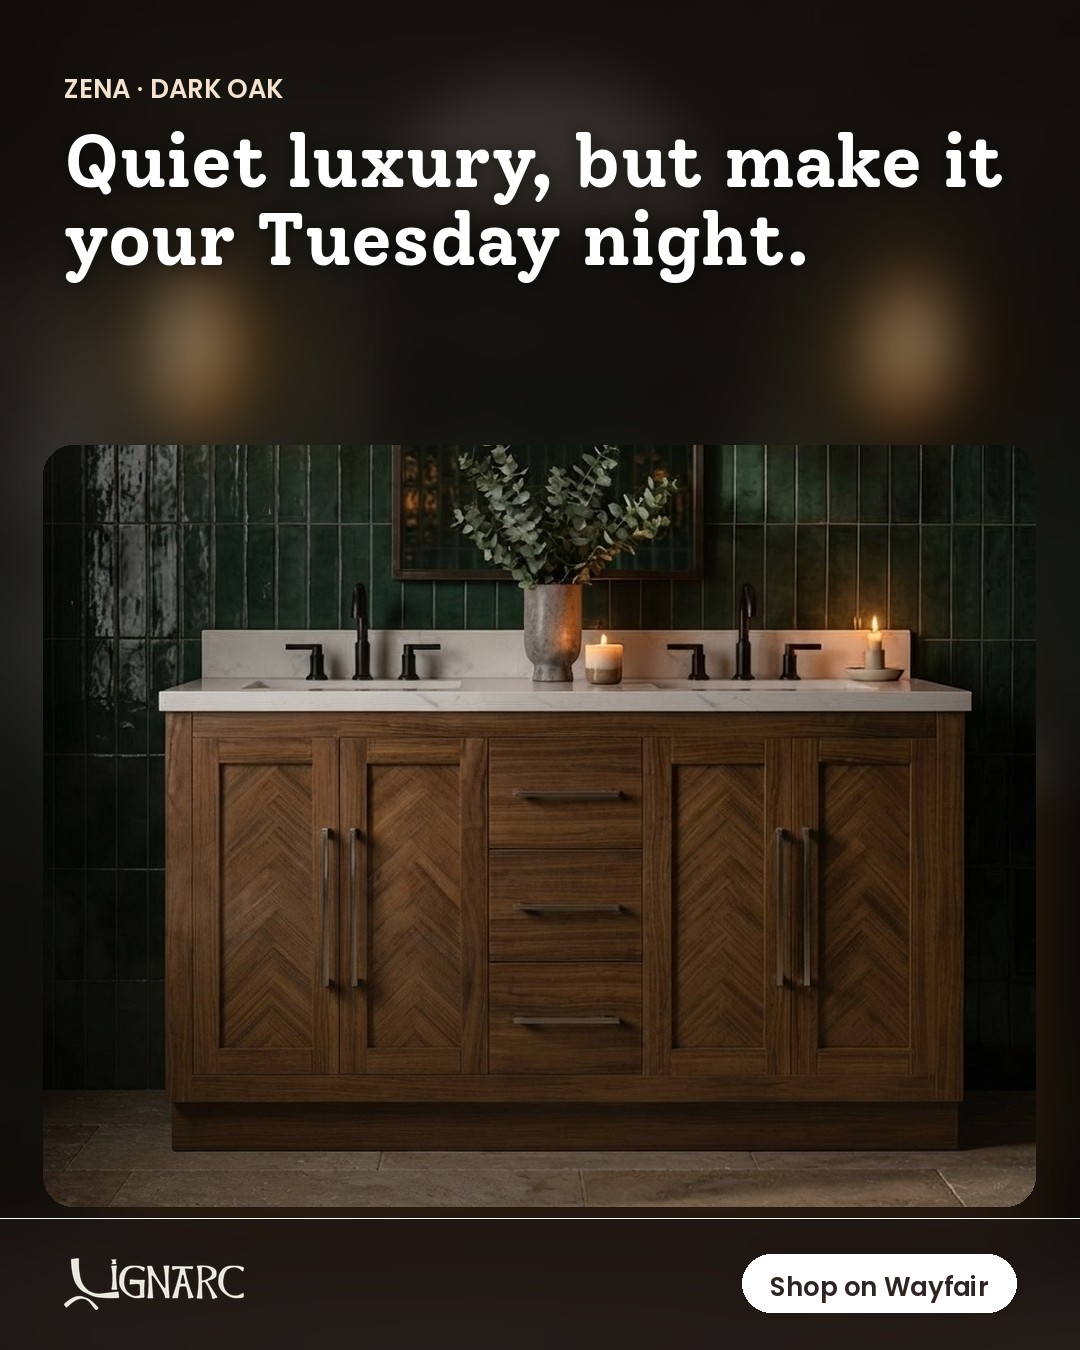 ZENA · DARK OAK
Quiet luxury, but make it
your Tuesday night.
LIGNARC
Shop on Wayfair